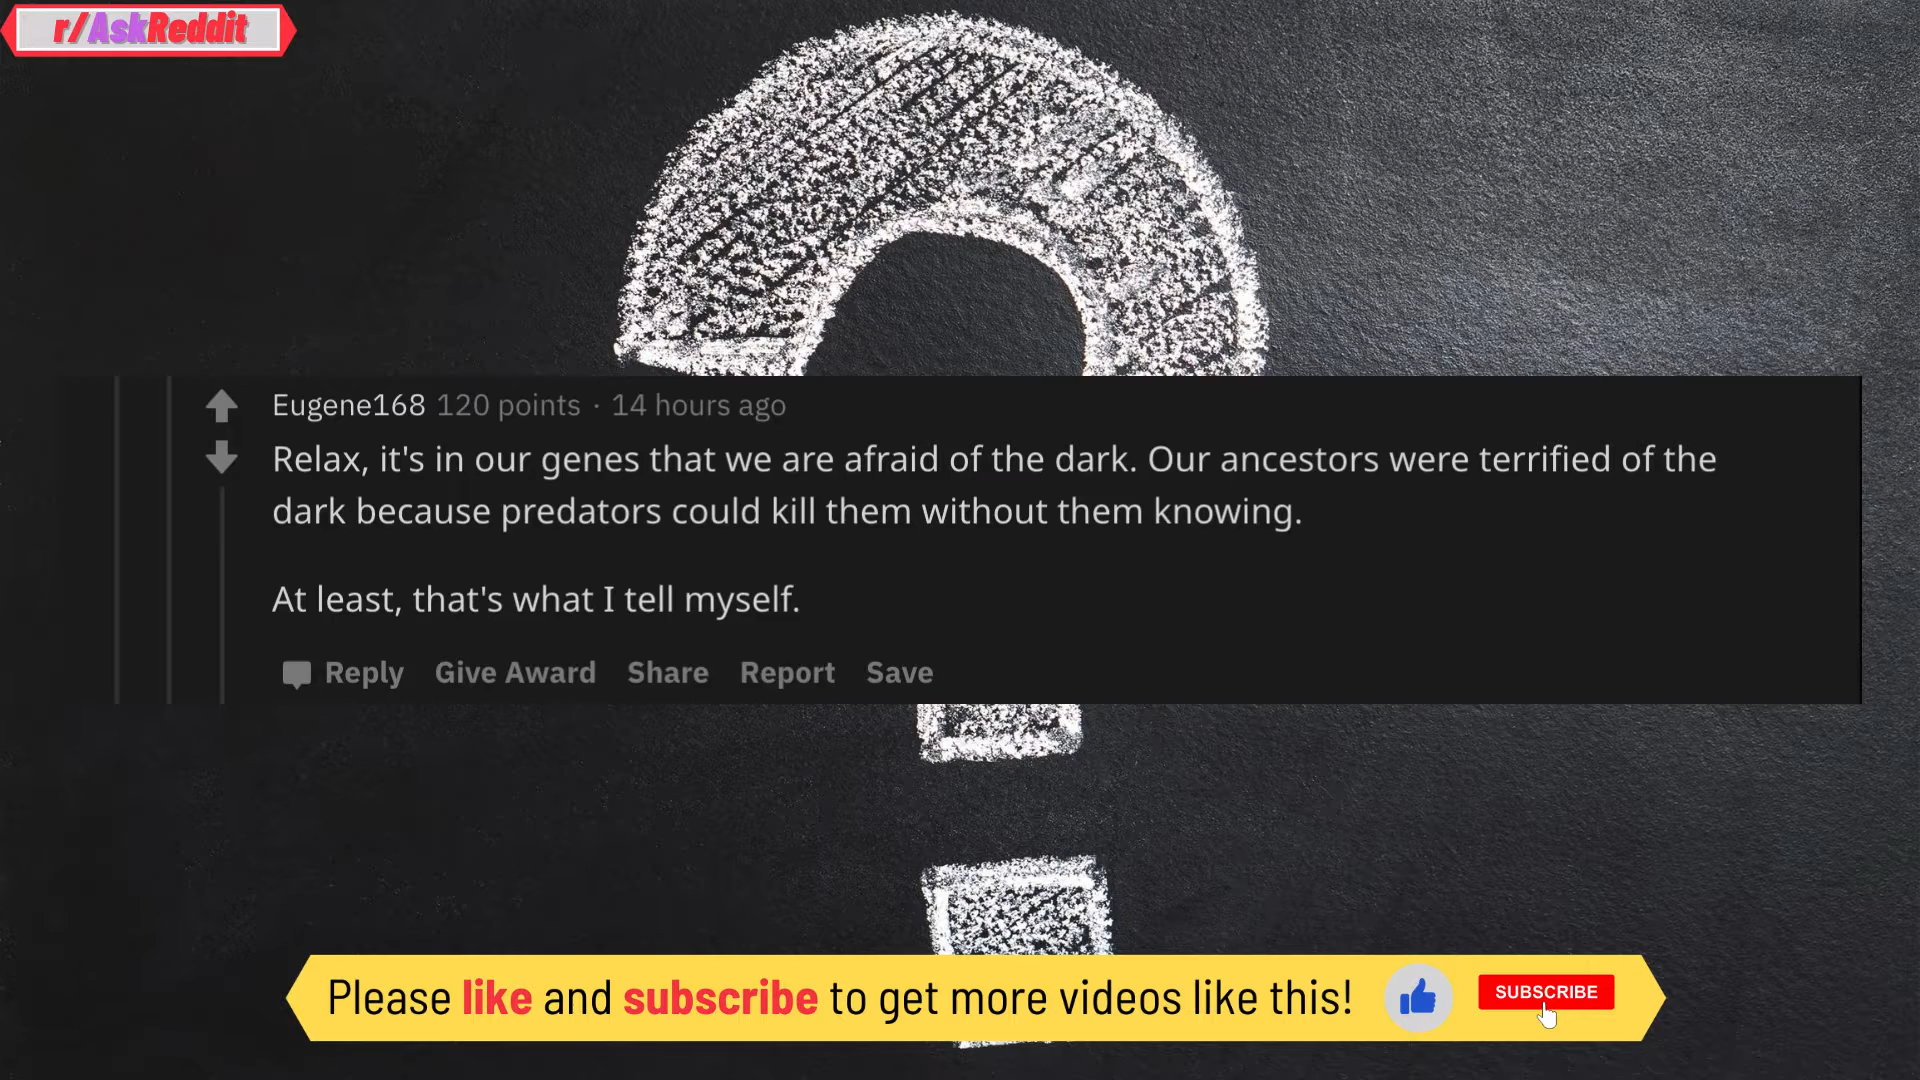 r/AskReddit
Eugene168 120 points · 14 hours ago
Relax, it's in our genes that we are afraid of the dark. Our ancestors were terrified of the
dark because predators could kill them without them knowing.
At least, that's what I tell myself.
Reply Give Award Share Report Save
Please like and subscribe to get more videos like this! SUBSCRIBE